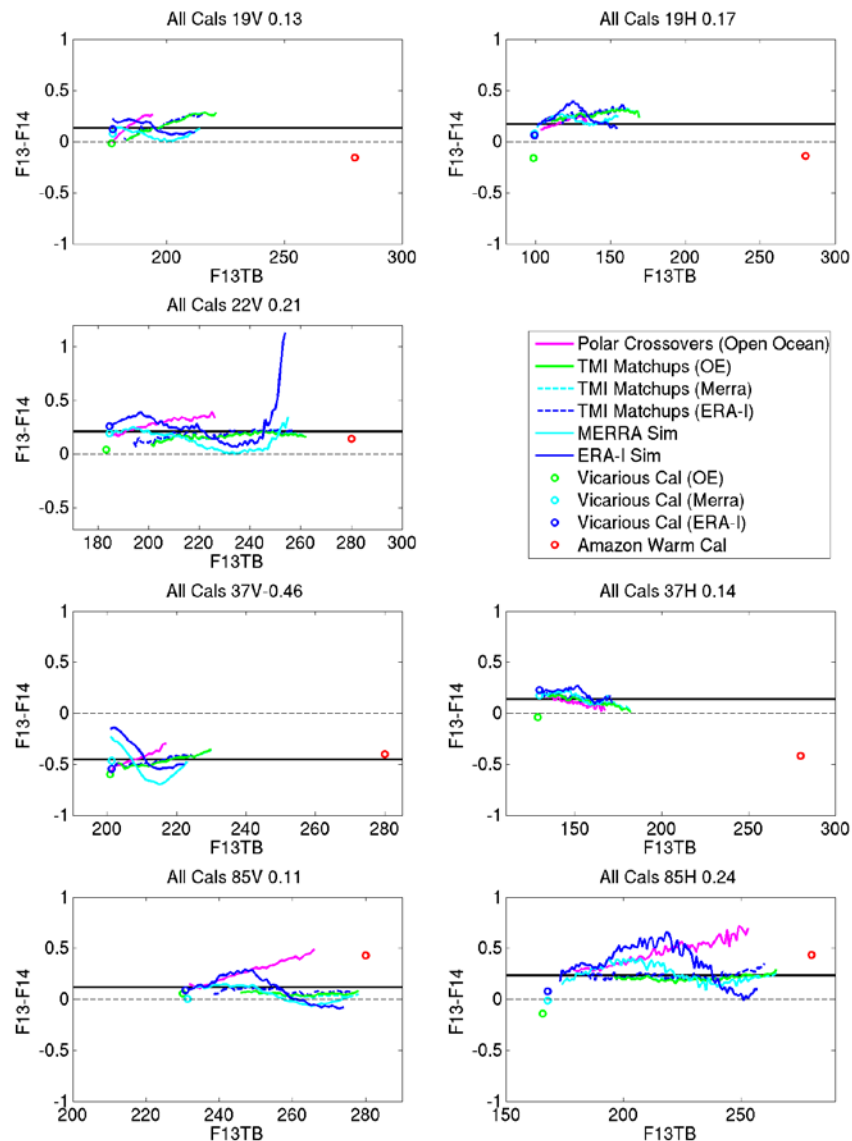 All Cals 19V 0.13
1
0.5
0
-0.5
-1
F13-F14
200
250
300
F13TB
All Cals 19H 0.17
1
0.5
0
-0.5
-1
F13-F14
100
150
200
250
300
F13TB
All Cals 22V 0.21
1
0.5
0
-0.5
F13-F14
180
200
220
240
260
280
300
F13TB
Polar Crossovers (Open Ocean)
TMI Matchups (OE)
TMI Matchups (Merra)
TMI Matchups (ERA-I)
MERRA Sim
ERA-I Sim
Vicarious Cal (OE)
Vicarious Cal (Merra)
Vicarious Cal (ERA-I)
Amazon Warm Cal
All Cals 37V-0.46
1
0.5
0
-0.5
-1
F13-F14
200
220
240
260
280
F13TB
All Cals 37H 0.14
1
0.5
0
-0.5
-1
F13-F14
150
200
250
300
F13TB
All Cals 85V 0.11
1
0.5
0
-0.5
-1
F13-F14
200
220
240
260
280
F13TB
All Cals 85H 0.24
1
0.5
0
-0.5
-1
F13-F14
150
200
250
F13TB